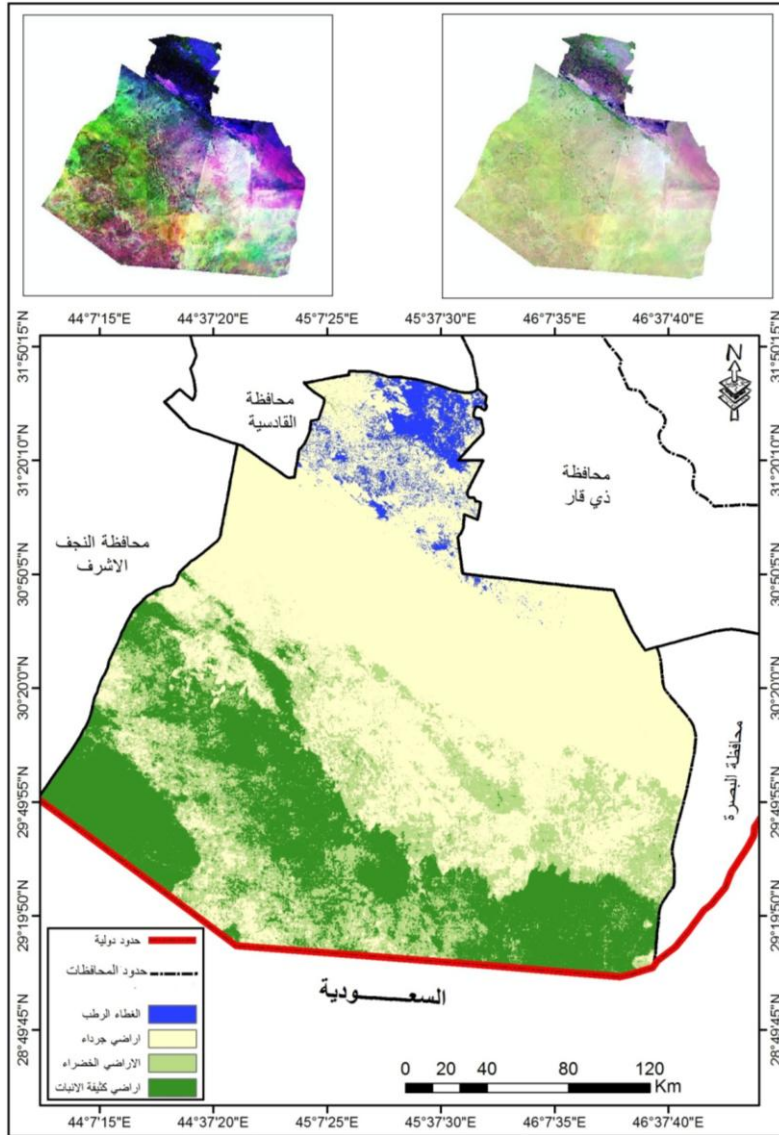 44°7'15"E 44°37'20"E 45°7'25"E 45°37'30"E 46°7'35"E 46°37'40"E
31°50'15"N
31°20'10"N
30°50'5"N
30°20'0"N
29°49'55"N
29°19'50"N
28°49'45"N
N
محافظة
القادسية
محافظة
ذي قار
محافظة النجف
الاشرف
محافظة البصرة
السعـــــودية
حدود دولية
حدود المحافظات
الغطاء الرطب
اراضي جرداء
الاراضي الخضراء
اراضي كثيفة الانبات
0 20 40 80 120
Km
31°50'15"N
31°20'10"N
30°50'5"N
30°20'0"N
29°49'55"N
29°19'50"N
28°49'45"N
44°7'15"E 44°37'20"E 45°7'25"E 45°37'30"E 46°7'35"E 46°37'40"E